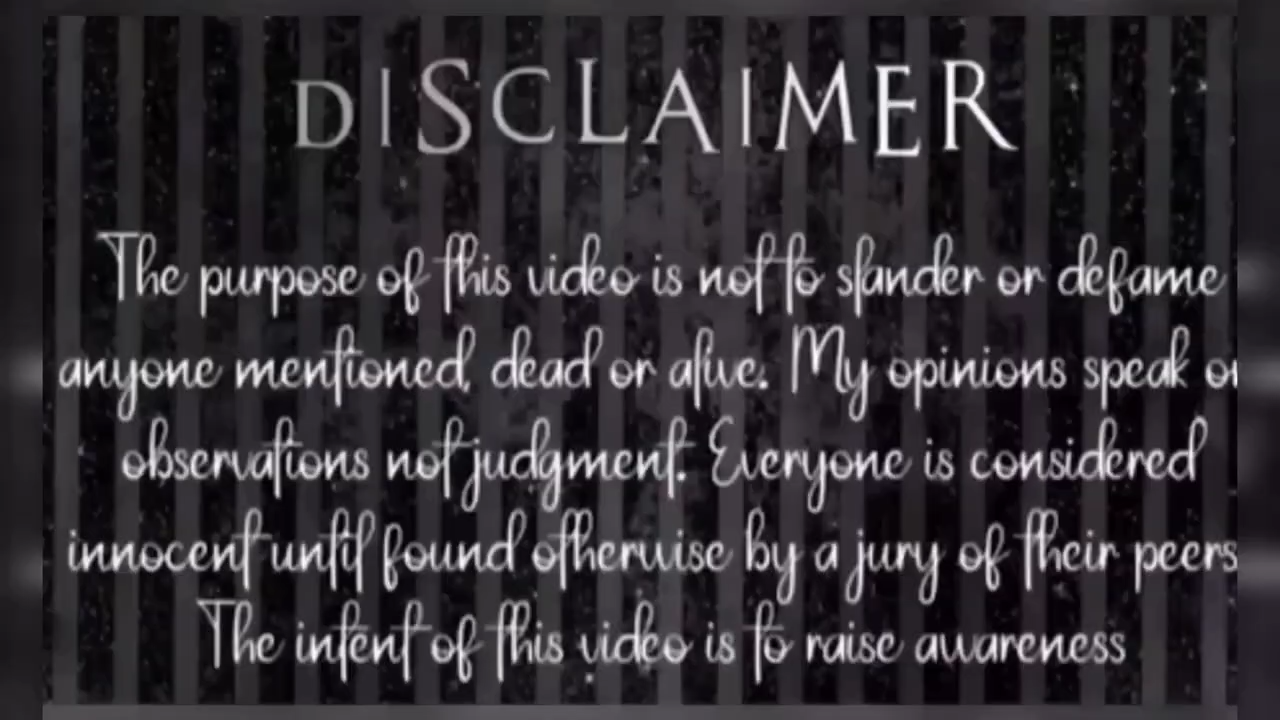 DISCLAIMER
The purpose of this video is not to slander or defame
anyone mentioned, dead or alive. My opinions speak on
observations not judgment. Everyone is considered
innocent until found otherwise by a jury of their peers
The intent of this video is to raise awareness